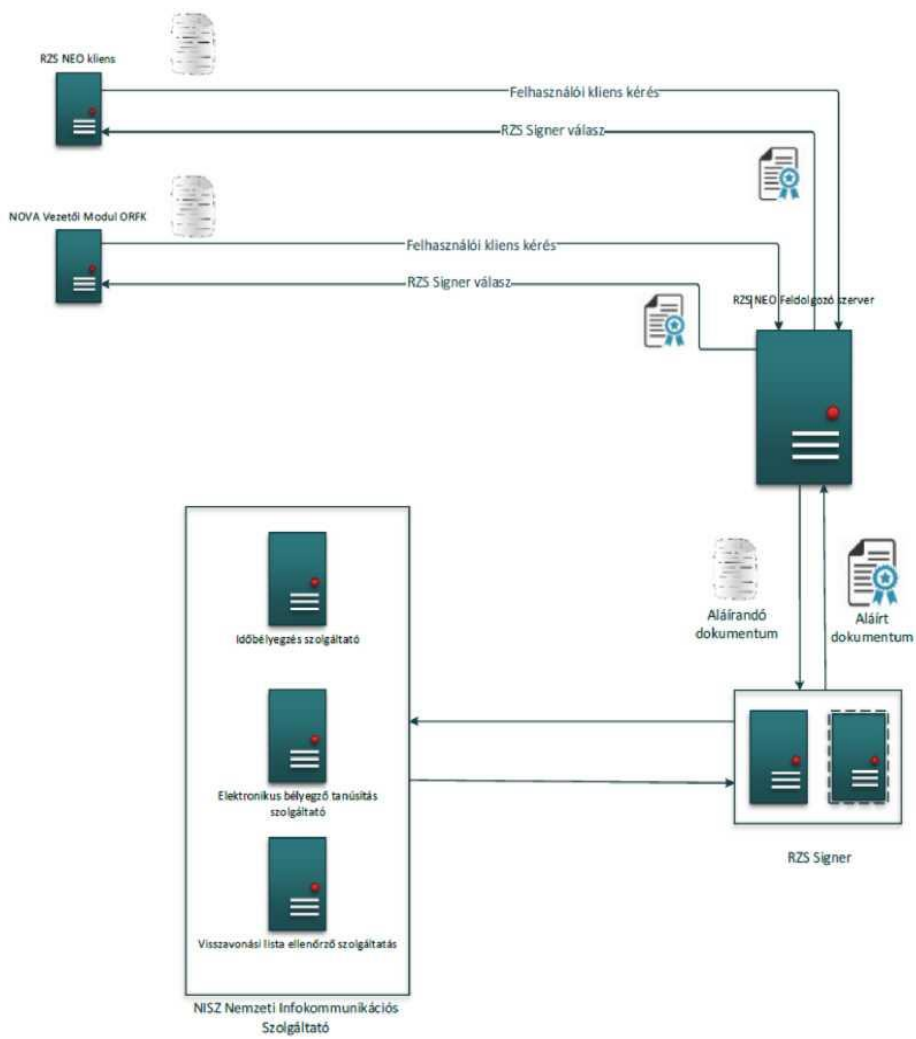 RZS NEO kliens
Felhasználói kliens kérés
RZS Signer válasz
NOVA Vezetői Modul ORFK
Felhasználói kliens kérés
RZS Signer válasz
RZS NEO Feldolgozó szerver
Aláírandó
dokumentum
Aláírt
dokumentum
Időbélyegzés szolgáltató
Elektronikus bélyegző tanúsítás
szolgáltató
Visszavonási lista ellenőrző szolgáltatás
RZS Signer
NISZ Nemzeti Infokommunikációs
Szolgáltató